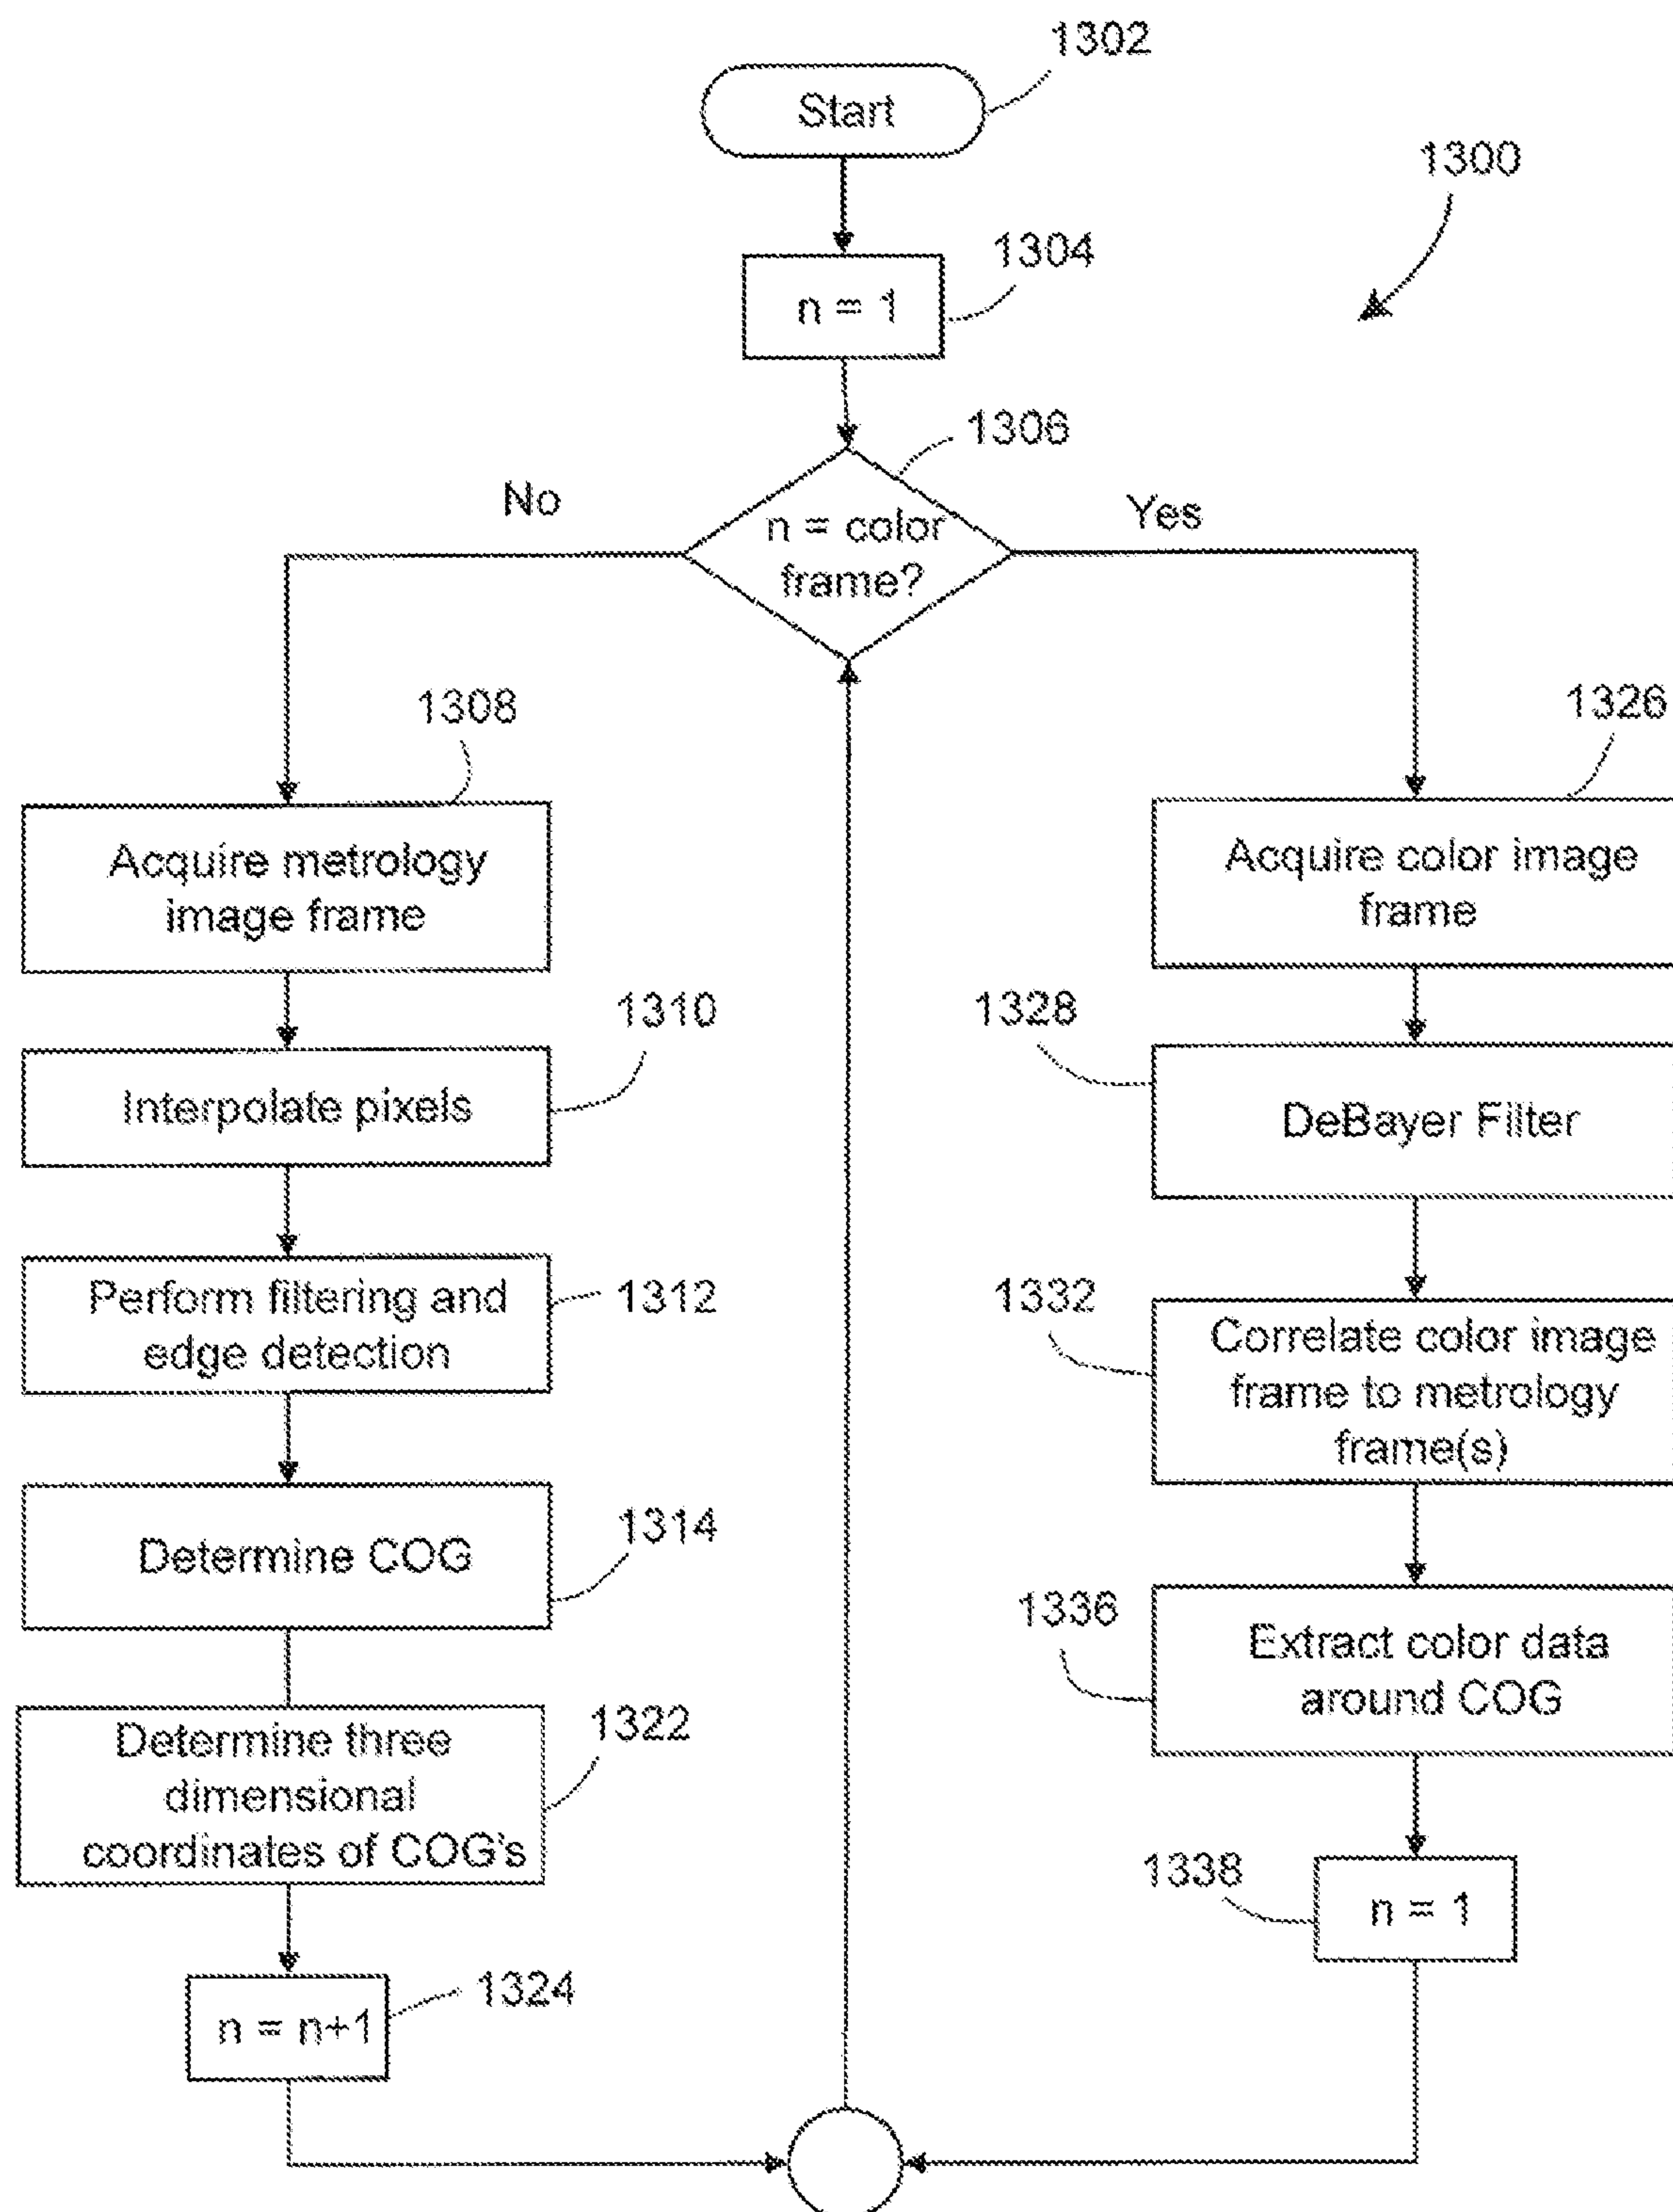 1302
Start
1300
1304
n = 1
1306
No
Yes
n = color
frame?
1308
1326
Acquire metrology
image frame
Acquire color image
frame
1310
1328
Interpolate pixels
DeBayer Filter
Perform filtering and
edge detection
1312
1332
Correlate color image
frame to metrology
frame(s)
1314
Determine COG
1336
Extract color data
around COG
1322
Determine three
dimensional
coordinates of COG's
1338
n = 1
1324
n = n+1